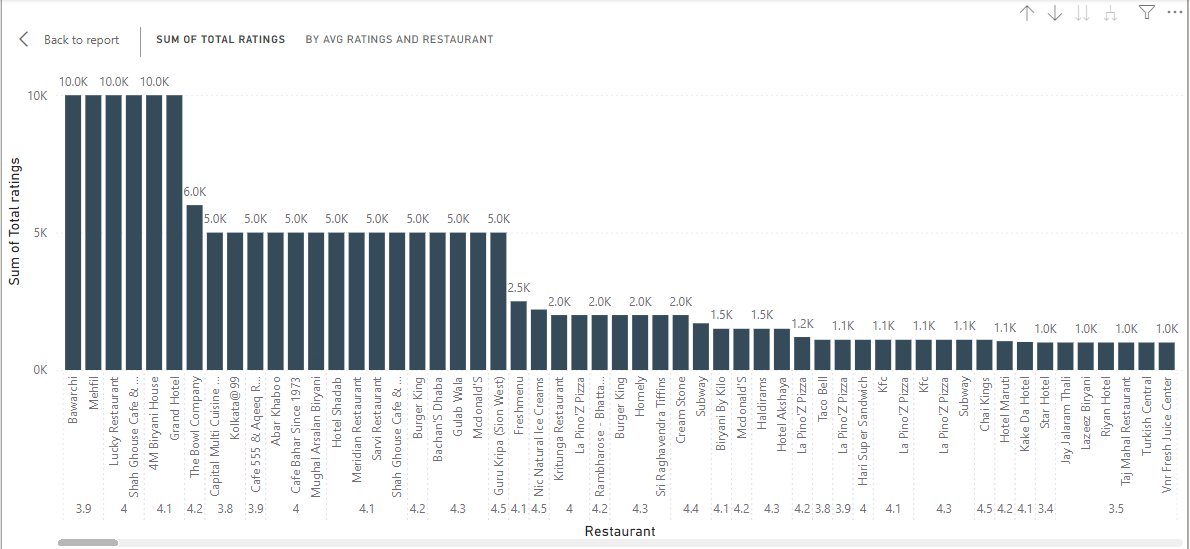 Back to report
SUM OF TOTAL RATINGS
BY AVG RATINGS AND RESTAURANT
Sum of Total ratings
10K
5K
0K
10.0K
10.0K
10.0K
6.0K
5.0K
5.0K
5.0K
5.0K
5.0K
5.0K
5.0K
5.0K
2.5K
2.0K
2.0K
2.0K
2.0K
1.5K
1.5K
1.2K
1.1K
1.1K
1.1K
1.1K
1.1K
1.0K
1.0K
1.0K
1.0K
Bawarchi
Mehfil
Lucky Restaurant
Shah Ghouse Cafe & ...
4M Biryani House
Grand Hotel
The Bowl Company
Capital Multi Cuisine ...
Kolkata@99
Cafe 555 & Aqeeq R...
Abar Khaboo
Cafe Bahar Since 1973
Mughal Arsalan Biryani
Hotel Shadab
Meridian Restaurant
Sarvi Restaurant
Shah Ghouse Cafe & ...
Burger King
Bachan'S Dhaba
Gulab Wala
Mcdonald'S
Guru Kripa (Sion West)
Freshmenu
Nic Natural Ice Creams
Kritunga Restaurant
La Pino'Z Pizza
Rambharose - Bhatta...
Burger King
Homely
Sri Raghavendra Tiffins
Cream Stone
Subway
Biryani By Kilo
Mcdonald'S
Haldirams
Hotel Akshaya
La Pino'Z Pizza
Taco Bell
La Pino'Z Pizza
Hari Super Sandwich
Kfc
La Pino'Z Pizza
Kfc
La Pino'Z Pizza
Subway
Chai Kings
Hotel Maruti
Kake Da Hotel
Star Hotel
Jay Jalaram Thali
Lazeez Biryani
Riyan Hotel
Taj Mahal Restaurant
Turkish Central
Vnr Fresh Juice Center
3.9
4
4.1
4.2
3.8
3.9
4
4.1
4.2
4.3
4.5
4.1
4.5
4
4.2
4.3
4.4
4.1
4.2
4.3
4.2
3.8
3.9
4
4.1
4.3
4.5
4.2
4.1
3.4
3.5
Restaurant